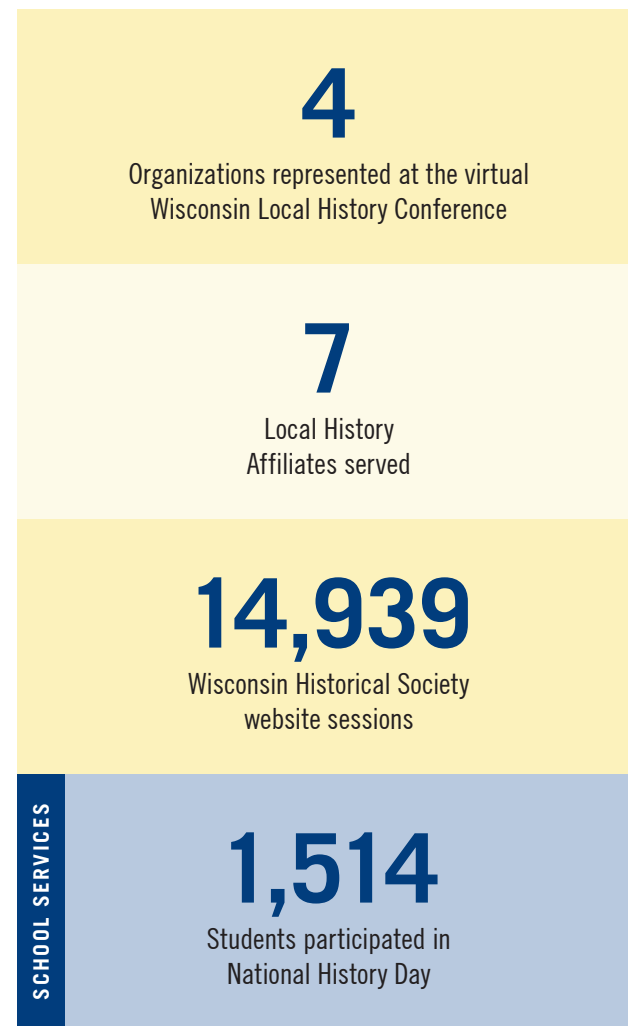 4
Organizations represented at the virtual
Wisconsin Local History Conference
7
Local History
Affiliates served
14,939
Wisconsin Historical Society
website sessions
SCHOOL SERVICES
1,514
Students participated in
National History Day